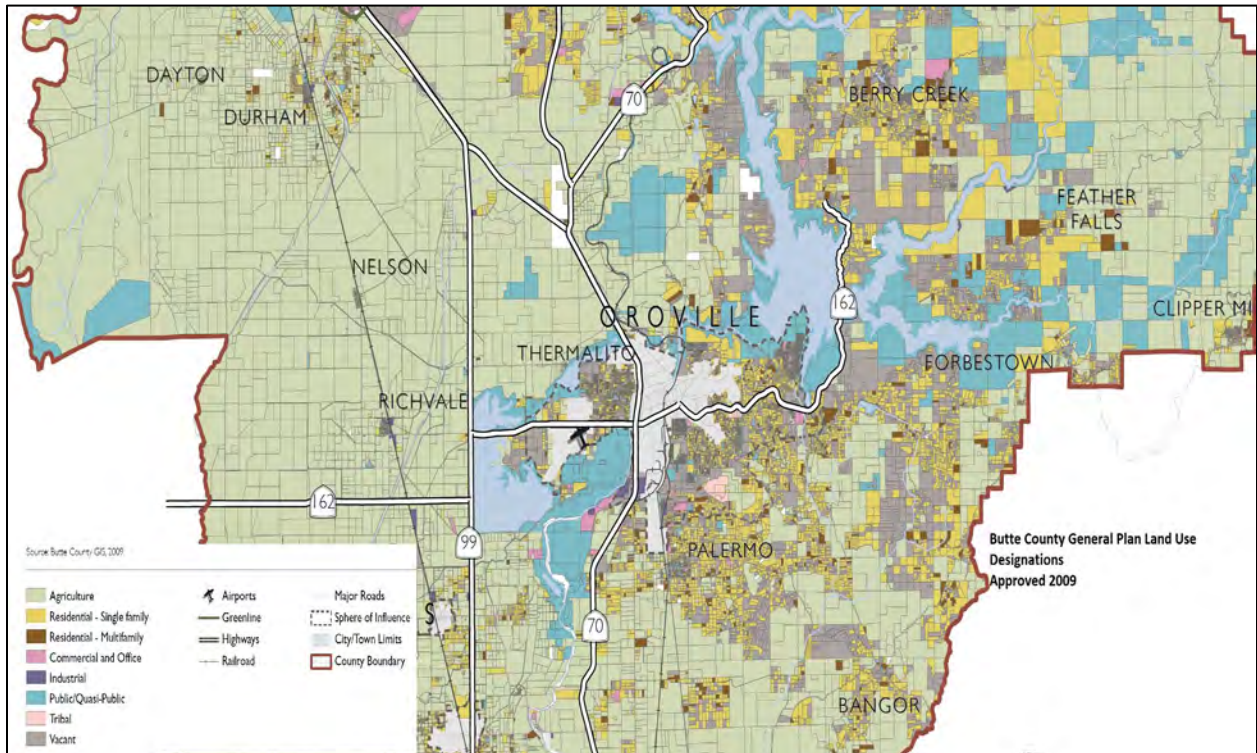 DAYTON
DURHAM
70
BERRY CREEK
FEATHER
FALLS
NELSON
162
OROVILLE
CLIPPER MI
THERMALITO
FORBESTOWN
RICHVALE
162
99
PALERMO
70
BANGOR
S
Butte County General Plan Land Use
Designations
Approved 2009
Source: Butte County GIS, 2009
Agriculture
Residential - Single family
Residential - Multifamily
Commercial and Office
Industrial
Public/Quasi-Public
Tribal
Vacant
Airports
Greenline
Highways
Railroad
Major Roads
Sphere of Influence
City/Town Limits
County Boundary